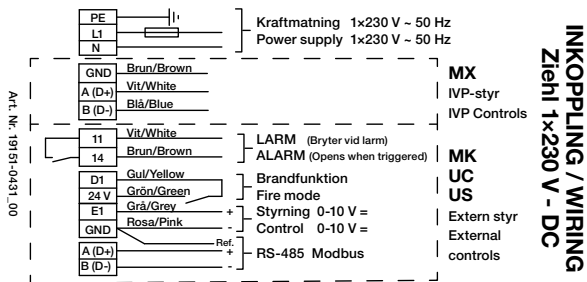 PE
L1
N
Kraftmatning 1×230 V ~ 50 Hz
Power supply 1×230 V ~ 50 Hz
GND Brun/Brown
A (D+) Vit/White
B (D-) Blå/Blue
MX
IVP-styr
IVP Controls
11 Vit/White
14 Brun/Brown
LARM (Bryter vid larm)
ALARM (Opens when triggered)
D1 Gul/Yellow
24 V Grön/Green
Brandfunktion
Fire mode
E1 Grå/Grey +
GND Rosa/Pink -
Styrning 0-10 V =
Control 0-10 V =
Ref.
A (D+) +
B (D-) -
RS-485 Modbus
MK
UC
US
Extern styr
External
controls
INKOPPLING / WIRING
Ziehl 1×230 V - DC
Art. Nr. 19151-0431_00